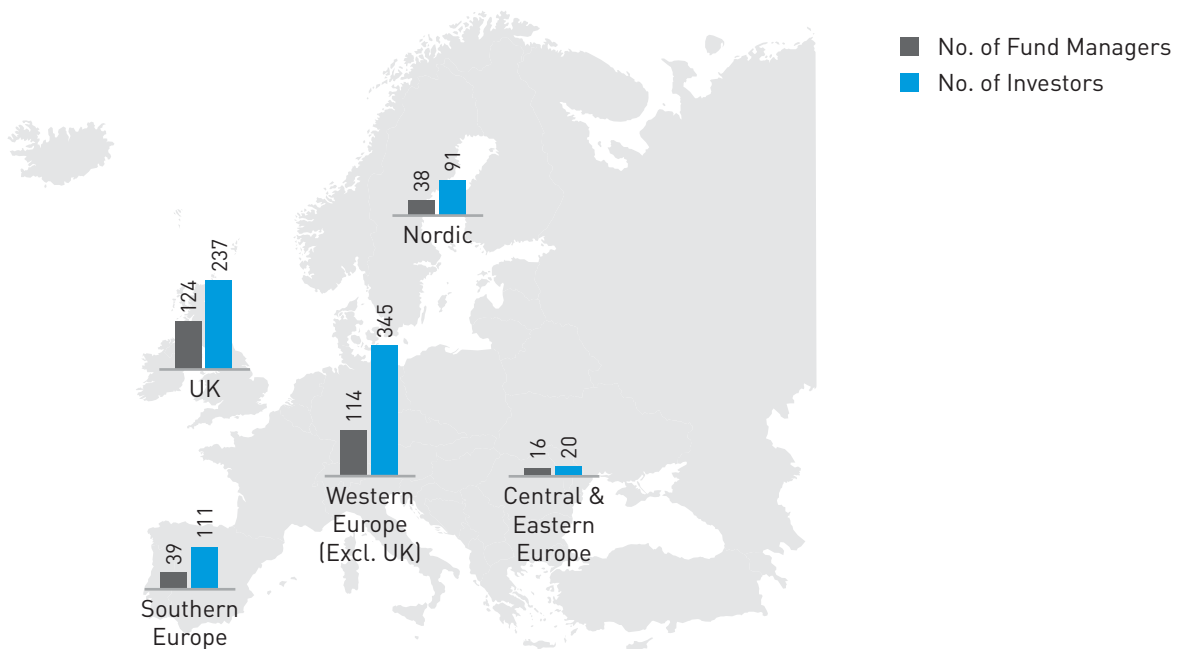 No. of Fund Managers
No. of Investors
38
91
Nordic
124
237
UK
114
345
Western
Europe
(Excl. UK)
16
20
Central &
Eastern
Europe
39
111
Southern
Europe